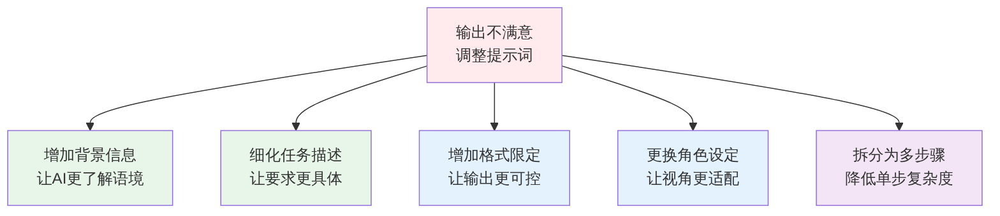 输出不满意
调整提示词
增加背景信息
让AI更了解语境
细化任务描述
让要求更具体
增加格式限定
让输出更可控
更换角色设定
让视角更适配
拆分为多步骤
降低单步复杂度